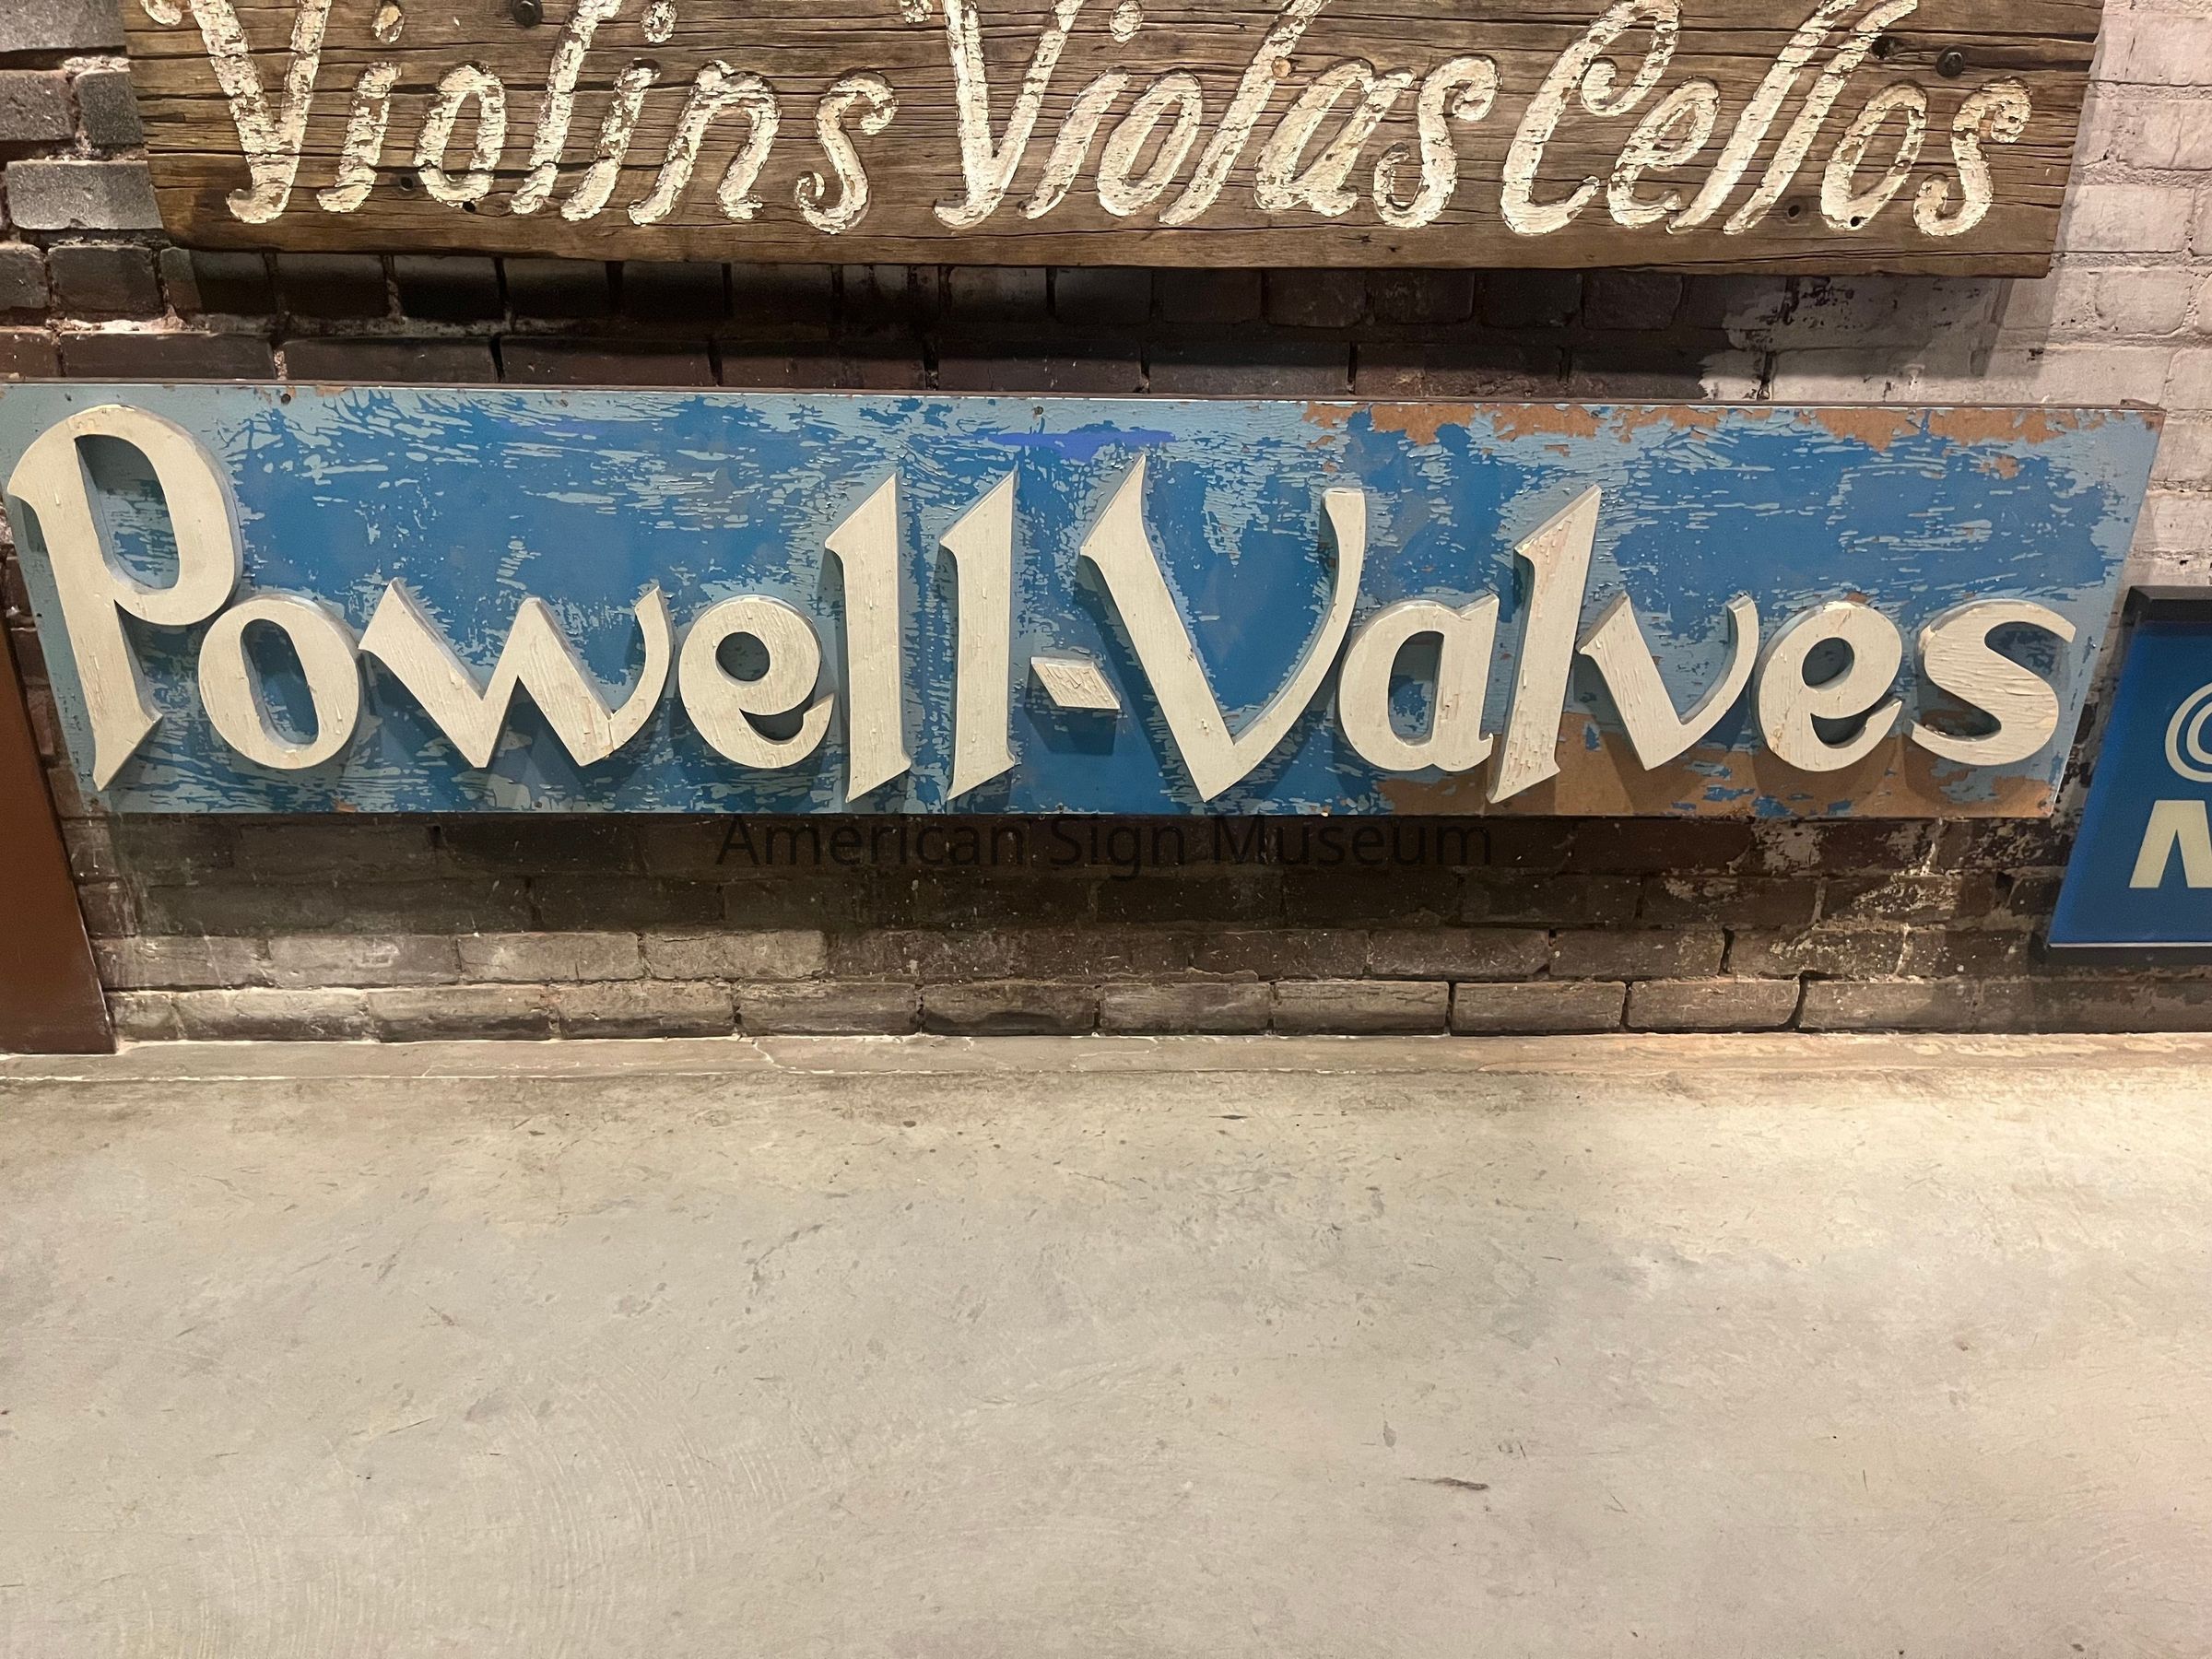 Violins Violas Cellos
Powell-Valves
American Sign Museum